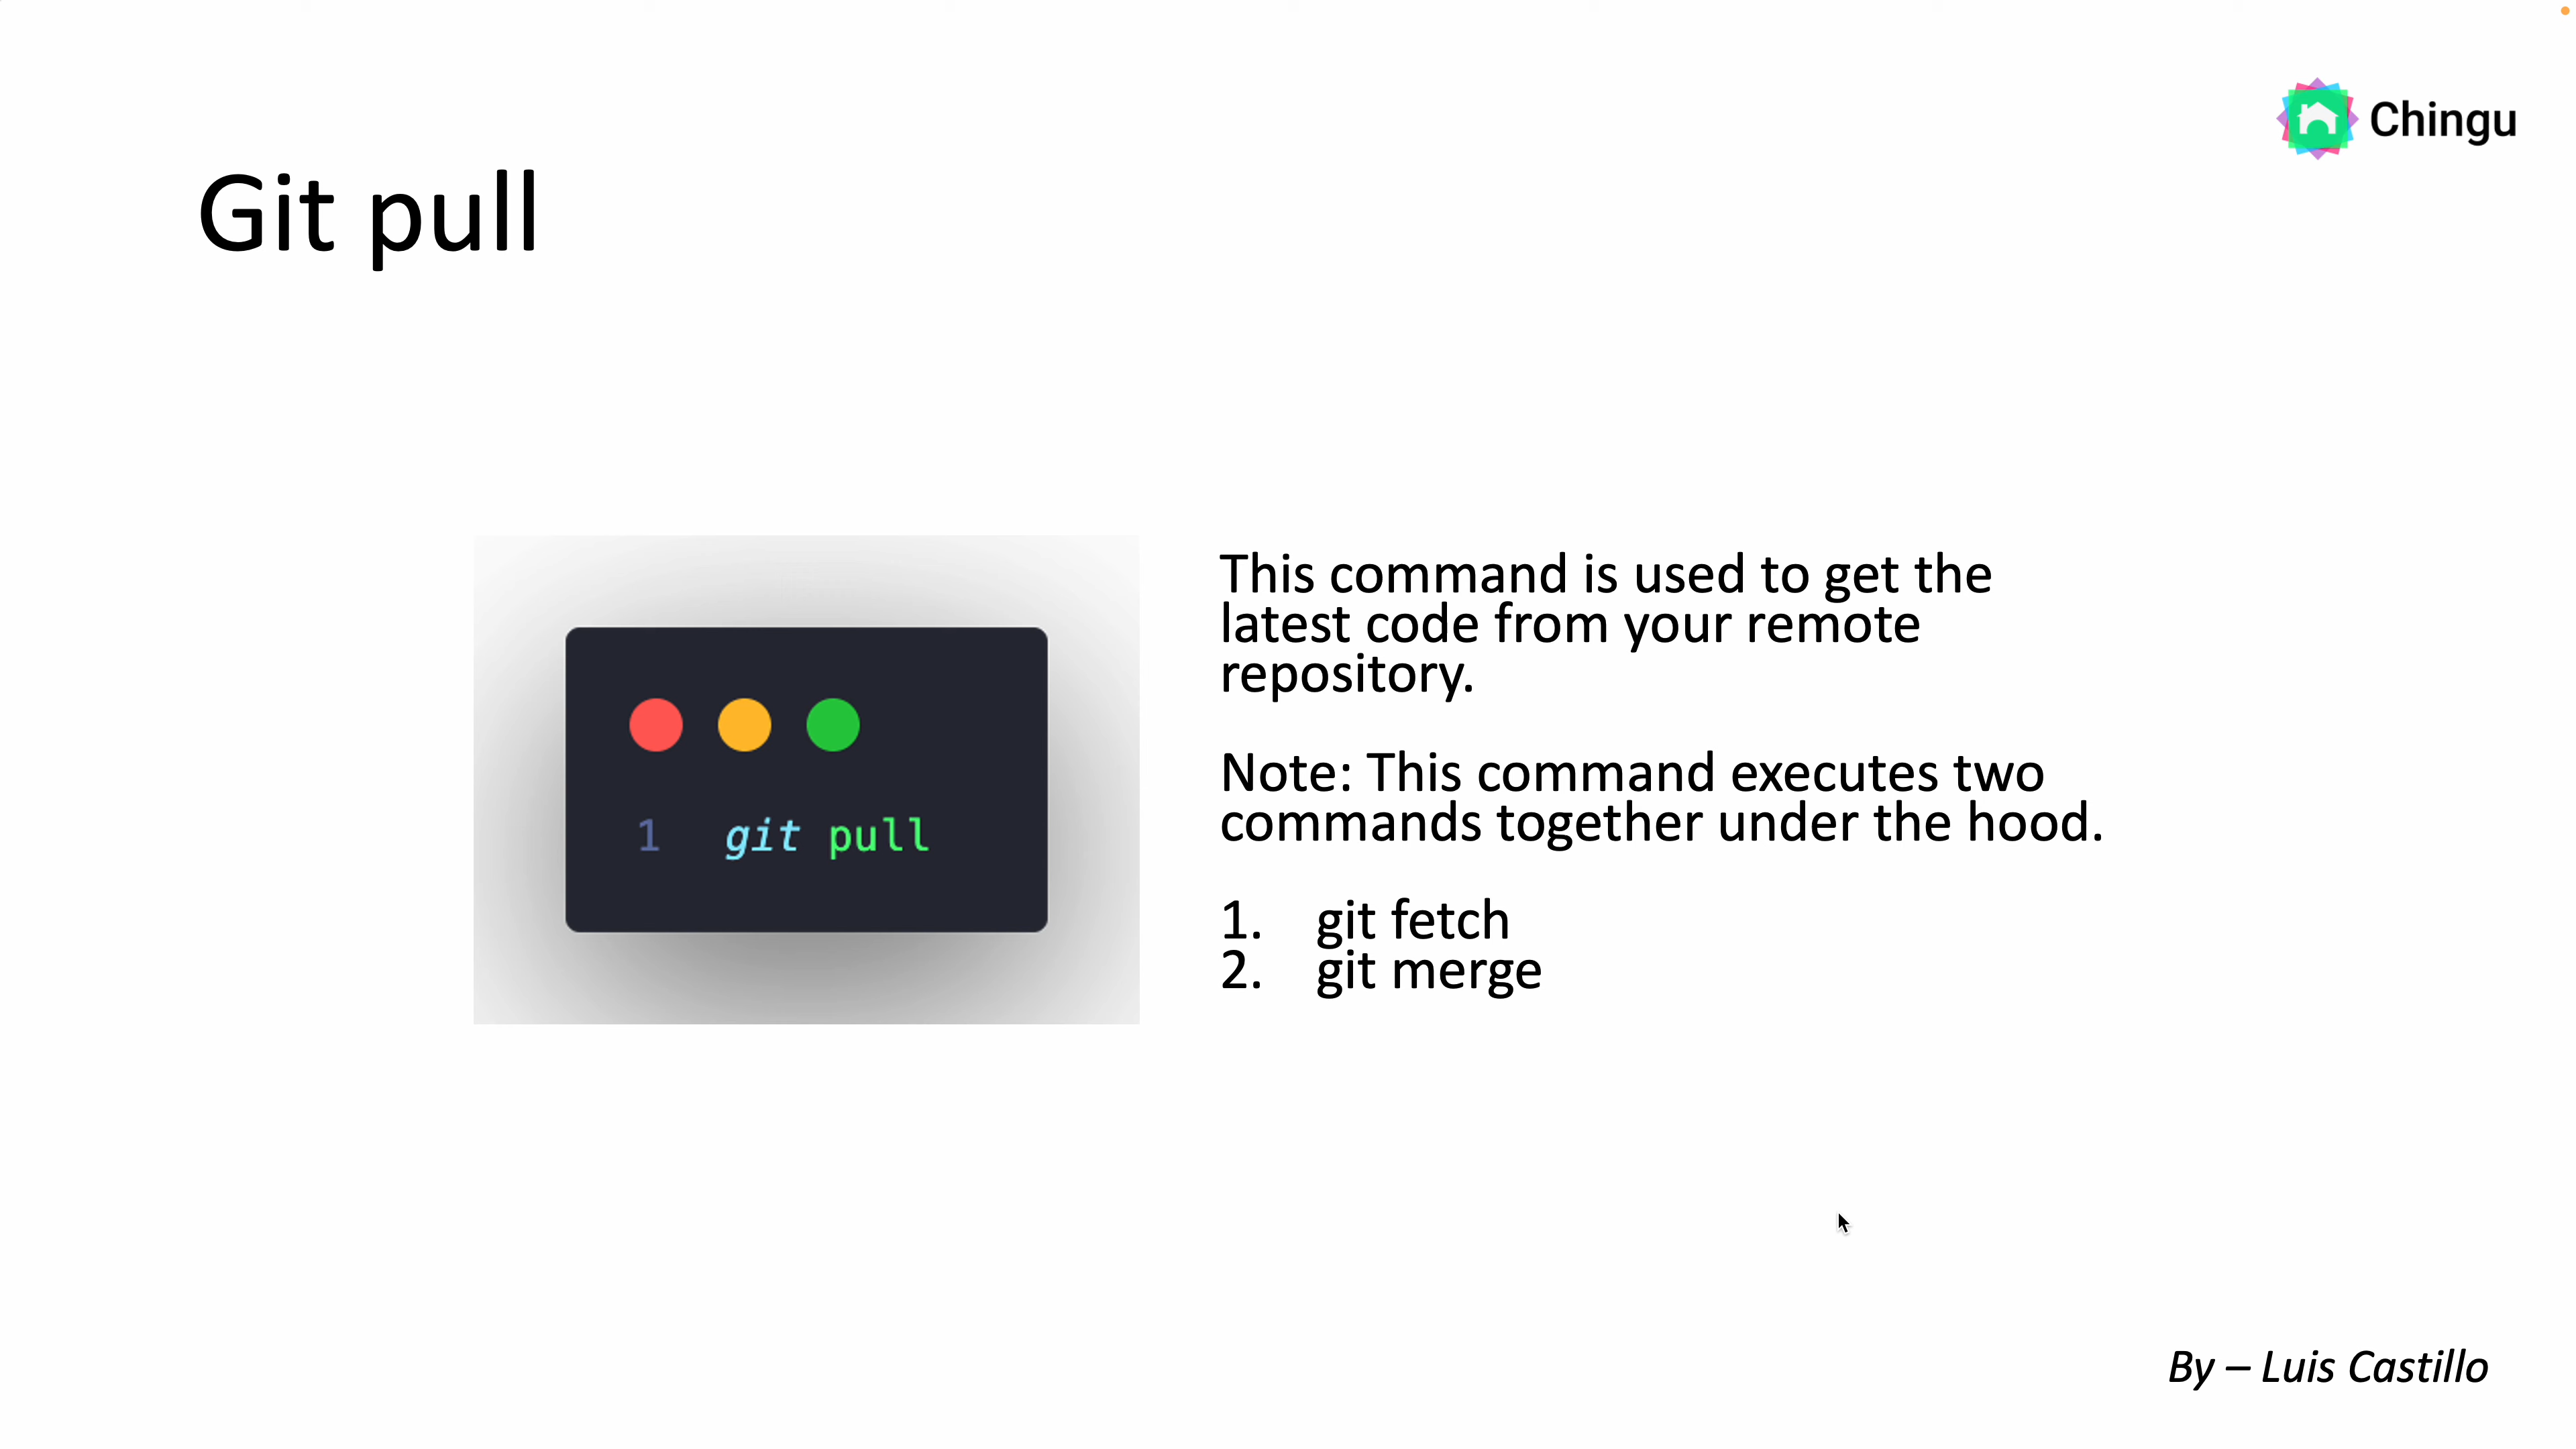 Chingu
Git pull
1 git pull
This command is used to get the
latest code from your remote
repository.
Note: This command executes two
commands together under the hood.
1. git fetch
2. git merge
By – Luis Castillo